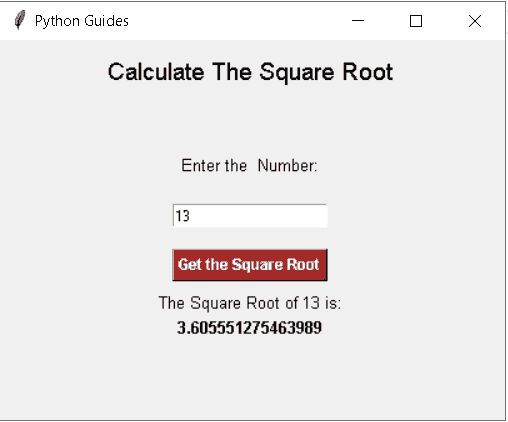 Python Guides
Calculate The Square Root
Enter the  Number:
13
Get the Square Root
The Square Root of 13 is:
3.605551275463989